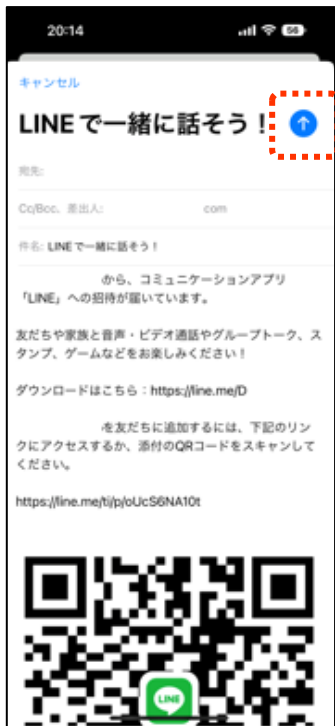 20:14
56
キャンセル
LINEで一緒に話そう！
宛先:
Cc/Bcc、差出人:
com
件名: LINEで一緒に話そう！
から、コミュニケーションアプリ
「LINE」への招待が届いています。
友だちや家族と音声・ビデオ通話やグループトーク、ス
タンプ、ゲームなどをお楽しみください！
ダウンロードはこちら：https://line.me/D
を友だちに追加するには、下記のリン
クにアクセスするか、添付のQRコードをスキャンして
ください。
https://line.me/ti/p/oUcS6NA10t
LINE